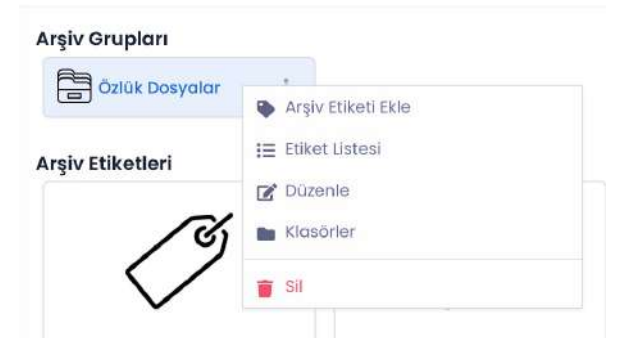 Arşiv Grupları
Özlük Dosyalar
Arşiv Etiketi Ekle
Etiket Listesi
Arşiv Etiketleri
Düzenle
Klasörler
Sil